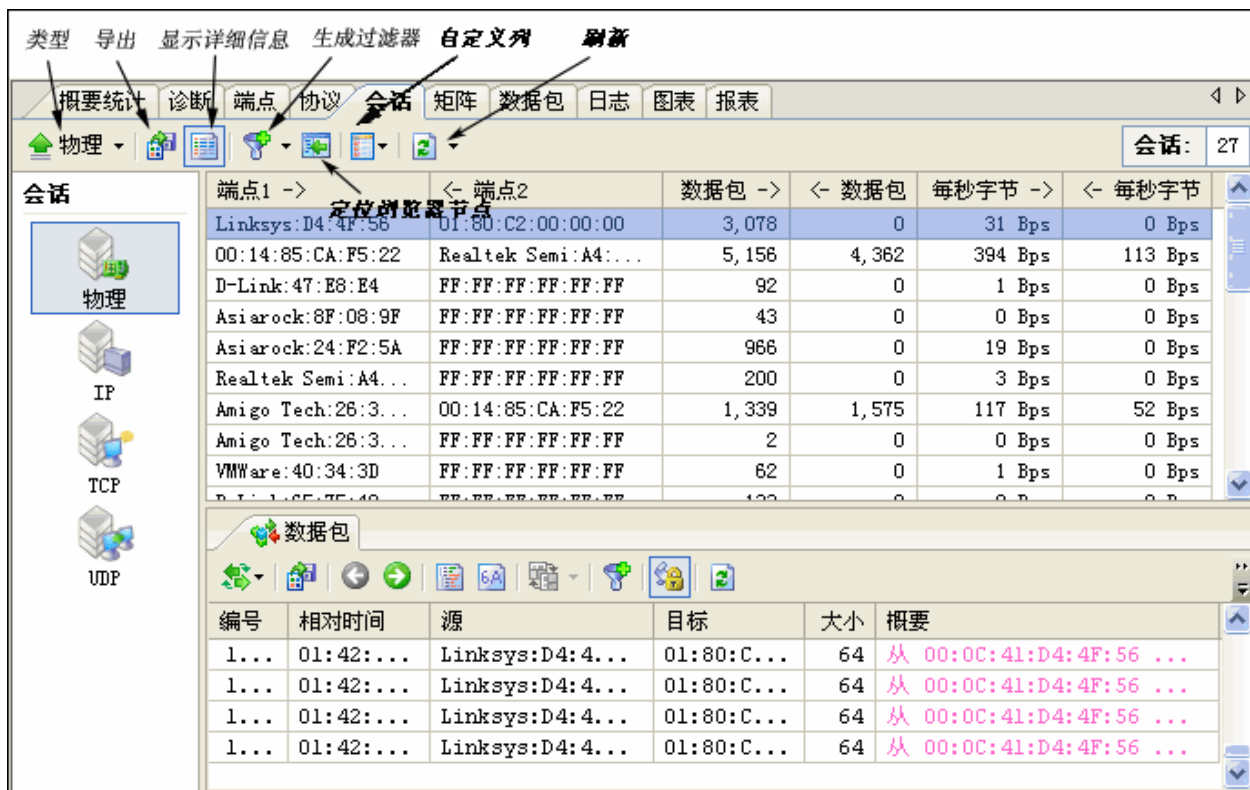 类型 导出 显示详细信息 生成过滤器 自定义列 刷新
概要统计 诊断 端点 协议 会话 矩阵 数据包 日志 图表 报表
物理 会话: 27
定位浏览器节点
会话
物理
IP
TCP
UDP
端点1 -> <- 端点2 数据包 -> <- 数据包 每秒字节 -> <- 每秒字节
Linksys:D4:4F:56 01:80:C2:00:00:00 3,078 0 31 Bps 0 Bps
00:14:85:CA:F5:22 Realtek Semi:A4:... 5,156 4,362 394 Bps 113 Bps
D-Link:47:E8:E4 FF:FF:FF:FF:FF:FF 92 0 1 Bps 0 Bps
Asiarock:8F:08:9F FF:FF:FF:FF:FF:FF 43 0 0 Bps 0 Bps
Asiarock:24:F2:5A FF:FF:FF:FF:FF:FF 966 0 19 Bps 0 Bps
Realtek Semi:A4... FF:FF:FF:FF:FF:FF 200 0 3 Bps 0 Bps
Amigo Tech:26:3... 00:14:85:CA:F5:22 1,339 1,575 117 Bps 52 Bps
Amigo Tech:26:3... FF:FF:FF:FF:FF:FF 2 0 0 Bps 0 Bps
VMWare:40:34:3D FF:FF:FF:FF:FF:FF 62 0 1 Bps 0 Bps
数据包
编号 相对时间 源 目标 大小 概要
1... 01:42:... Linksys:D4:4... 01:80:C... 64 从 00:0C:41:D4:4F:56 ...
1... 01:42:... Linksys:D4:4... 01:80:C... 64 从 00:0C:41:D4:4F:56 ...
1... 01:42:... Linksys:D4:4... 01:80:C... 64 从 00:0C:41:D4:4F:56 ...
1... 01:42:... Linksys:D4:4... 01:80:C... 64 从 00:0C:41:D4:4F:56 ...